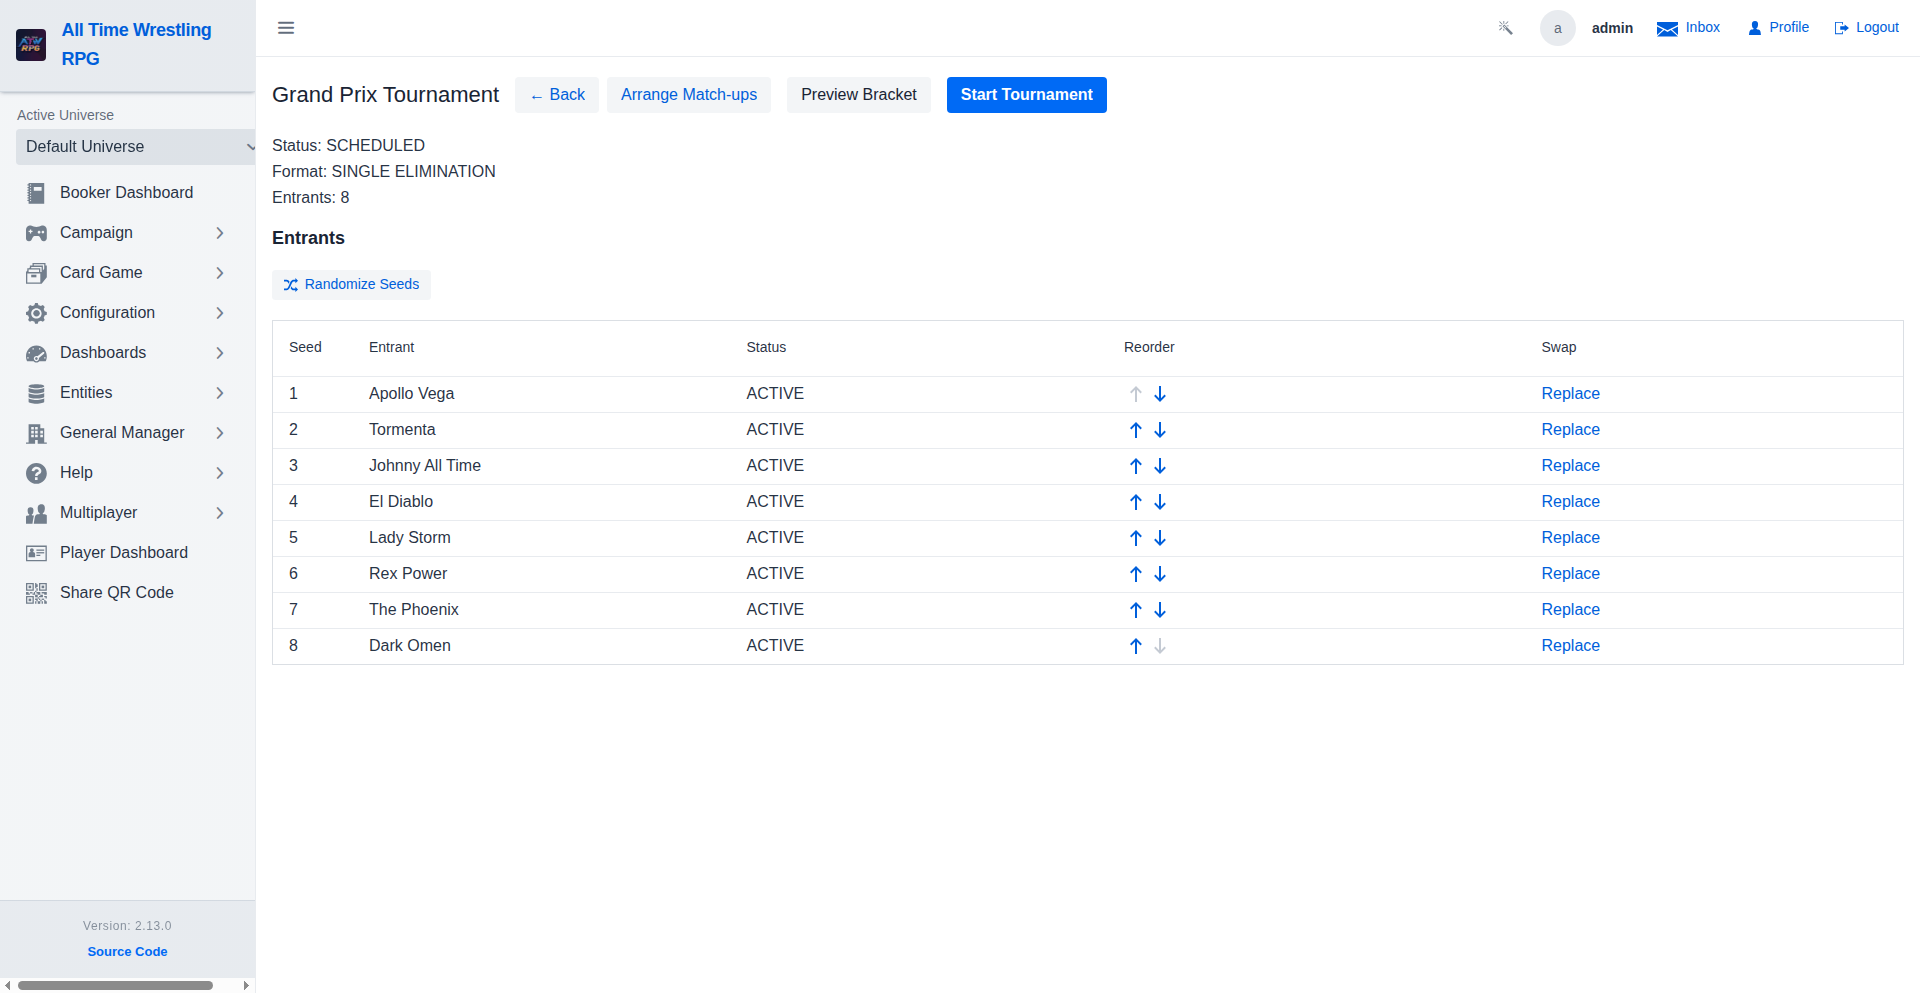 All Time Wrestling
RPG
Active Universe
Default Universe
Booker Dashboard
Campaign
Card Game
Configuration
Dashboards
Entities
General Manager
Help
Multiplayer
Player Dashboard
Share QR Code
Version: 2.13.0
Source Code
a admin Inbox Profile Logout
Grand Prix Tournament ← Back Arrange Match-ups Preview Bracket Start Tournament
Status: SCHEDULED
Format: SINGLE ELIMINATION
Entrants: 8
Entrants
Randomize Seeds
Seed Entrant Status Reorder Swap
1 Apollo Vega ACTIVE Replace
2 Tormenta ACTIVE Replace
3 Johnny All Time ACTIVE Replace
4 El Diablo ACTIVE Replace
5 Lady Storm ACTIVE Replace
6 Rex Power ACTIVE Replace
7 The Phoenix ACTIVE Replace
8 Dark Omen ACTIVE Replace